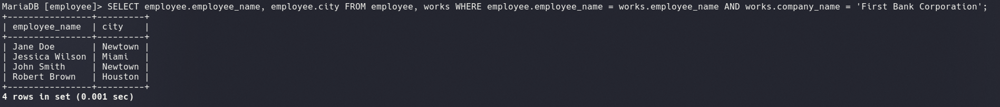 MariaDB [employee]> SELECT employee.employee_name, employee.city FROM employee, works WHERE employee.employee_name = works.employee_name AND works.company_name = 'First Bank Corporation';
+----------------+---------+
| employee_name  | city    |
+----------------+---------+
| Jane Doe       | Newtown |
| Jessica Wilson | Miami   |
| John Smith     | Newtown |
| Robert Brown   | Houston |
+----------------+---------+
4 rows in set (0.001 sec)